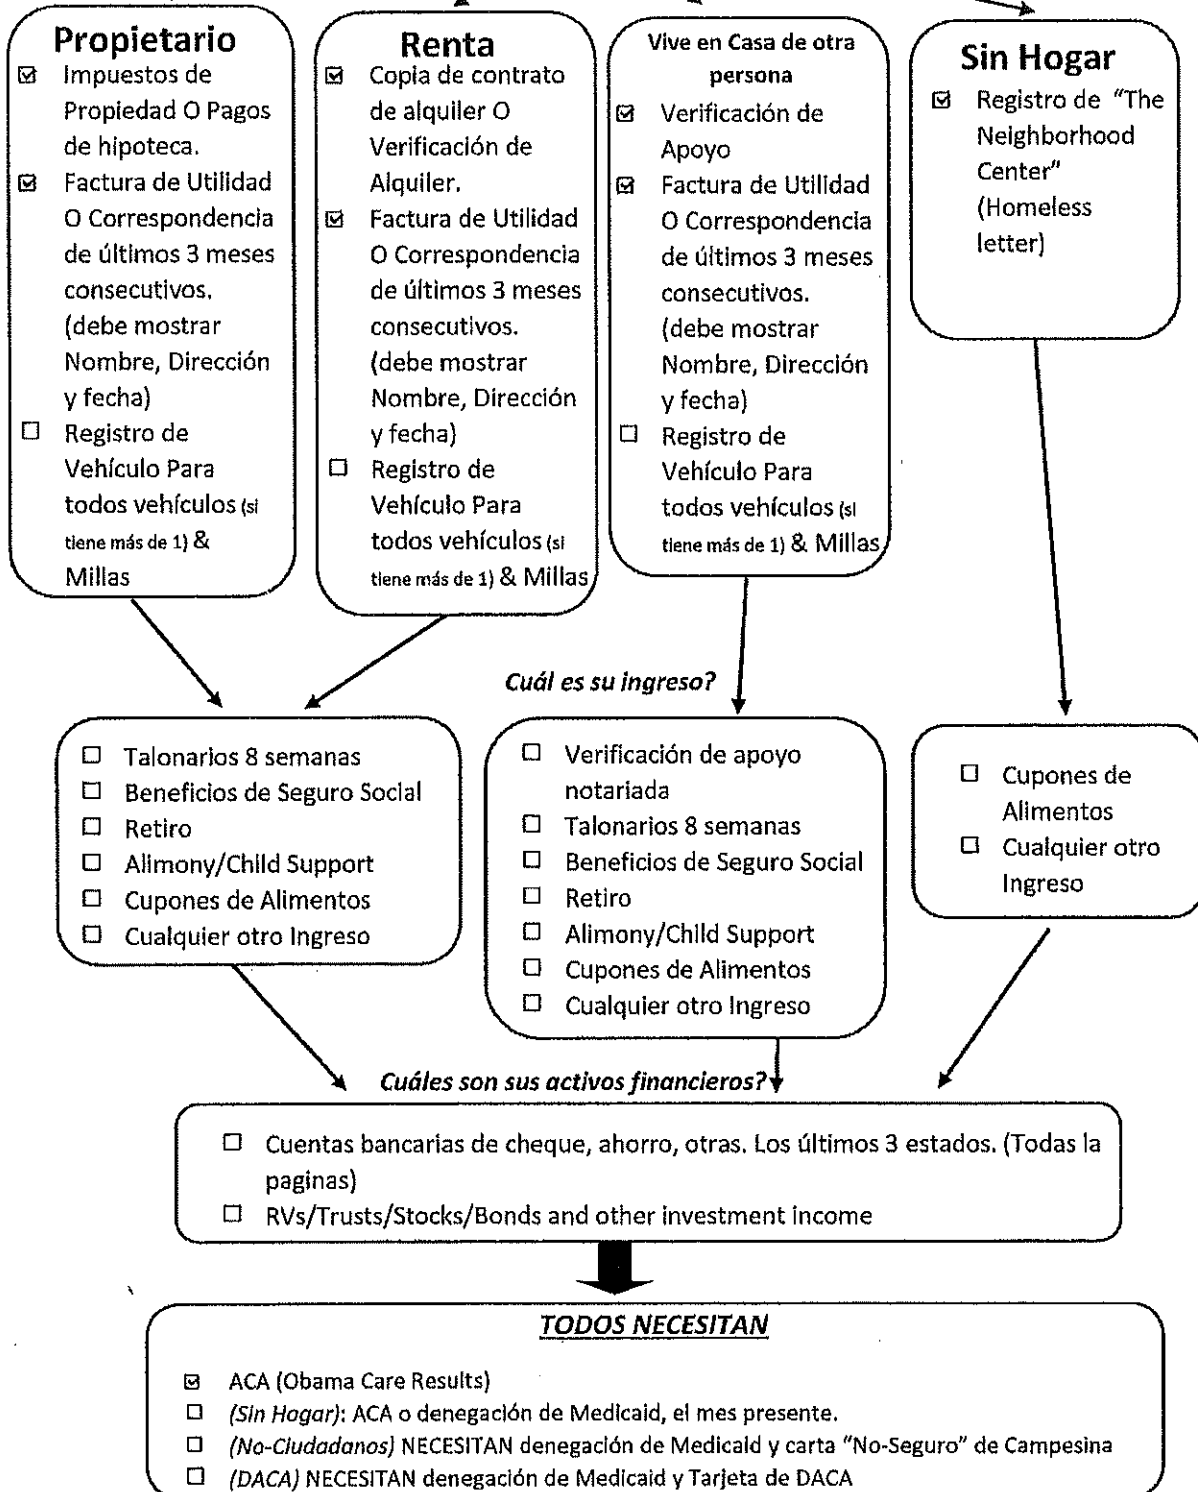 Propietario
☑ Impuestos de
Propiedad O Pagos
de hipoteca.
☑ Factura de Utilidad
O Correspondencia
de últimos 3 meses
consecutivos.
(debe mostrar
Nombre, Dirección
y fecha)
☐ Registro de
Vehículo Para
todos vehículos (si
tiene más de 1) &
Millas
Renta
☑ Copia de contrato
de alquiler O
Verificación de
Alquiler.
☑ Factura de Utilidad
O Correspondencia
de últimos 3 meses
consecutivos.
(debe mostrar
Nombre, Dirección
y fecha)
☐ Registro de
Vehículo Para
todos vehículos (si
tiene más de 1) & Millas
Vive en Casa de otra
persona
☑ Verificación de
Apoyo
☑ Factura de Utilidad
O Correspondencia
de últimos 3 meses
consecutivos.
(debe mostrar
Nombre, Dirección
y fecha)
☐ Registro de
Vehículo Para
todos vehículos (si
tiene más de 1) & Millas
Sin Hogar
☑ Registro de "The
Neighborhood
Center"
(Homeless
letter)
Cuál es su ingreso?
☐ Talonarios 8 semanas
☐ Beneficios de Seguro Social
☐ Retiro
☐ Alimony/Child Support
☐ Cupones de Alimentos
☐ Cualquier otro Ingreso
☐ Verificación de apoyo
notariada
☐ Talonarios 8 semanas
☐ Beneficios de Seguro Social
☐ Retiro
☐ Alimony/Child Support
☐ Cupones de Alimentos
☐ Cualquier otro Ingreso
☐ Cupones de
Alimentos
☐ Cualquier otro
Ingreso
Cuáles son sus activos financieros?
☐ Cuentas bancarias de cheque, ahorro, otras. Los últimos 3 estados. (Todas la
paginas)
☐ RVs/Trusts/Stocks/Bonds and other investment income
TODOS NECESITAN
☑ ACA (Obama Care Results)
☐ (Sin Hogar): ACA o denegación de Medicaid, el mes presente.
☐ (No-Ciudadanos) NECESITAN denegación de Medicaid y carta "No-Seguro" de Campesina
☐ (DACA) NECESITAN denegación de Medicaid y Tarjeta de DACA